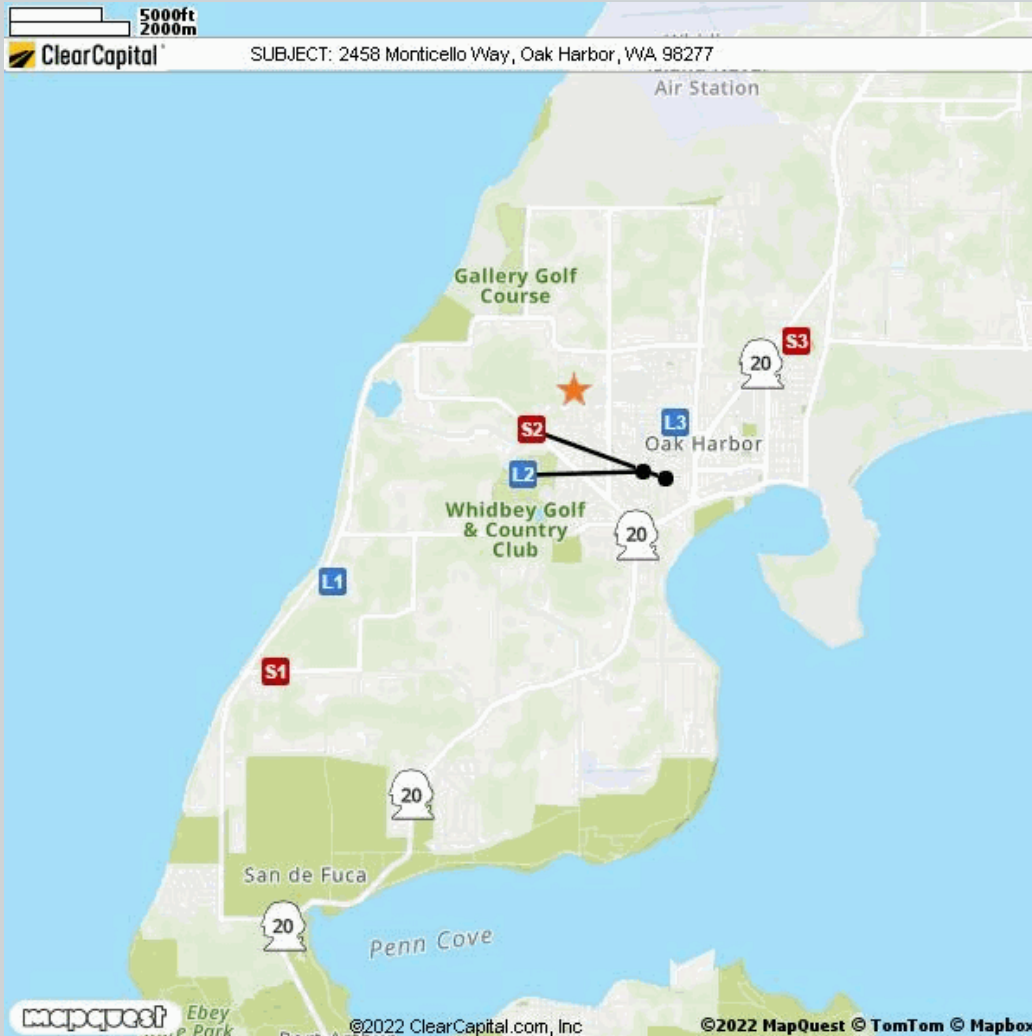 5000ft
2000m
ClearCapital
SUBJECT: 2458 Monticello Way, Oak Harbor, WA 98277
Air Station
Gallery Golf
Course
S3
20
S2
L3
Oak Harbor
L2
Whidbey Golf
& Country
Club
20
L1
S1
20
San de Fuca
20
Penn Cove
mapquest
Ebey
Park
©2022 ClearCapital.com, Inc
©2022 MapQuest © TomTom © Mapbox